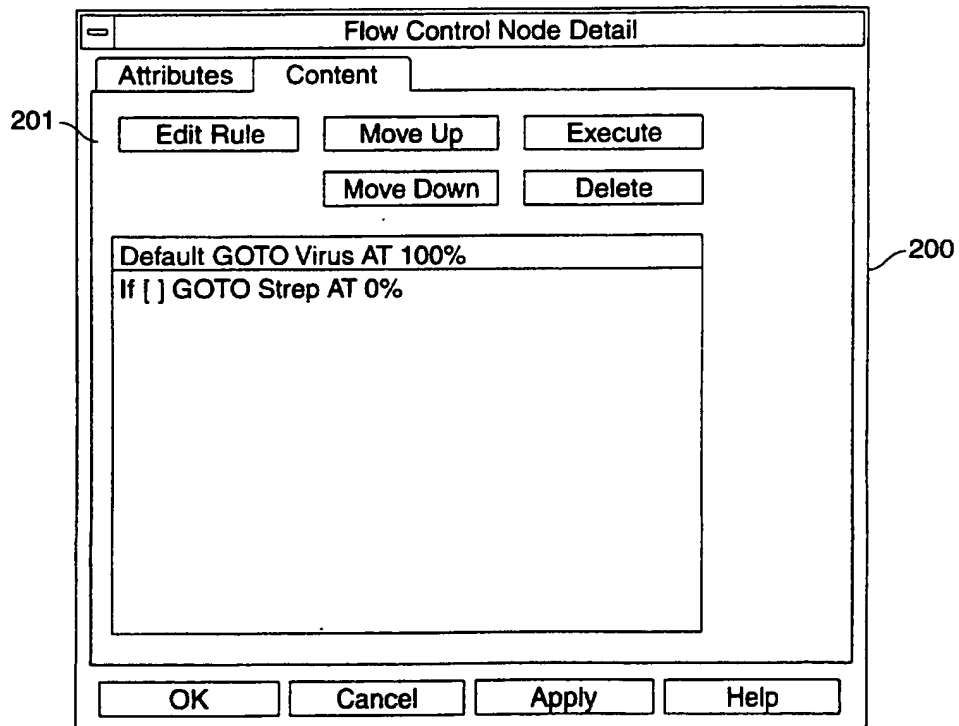 Flow Control Node Detail
Attributes Content
201
Edit Rule Move Up Execute
Move Down Delete
Default GOTO Virus AT 100%
200
If [ ] GOTO Strep AT 0%
OK Cancel Apply Help